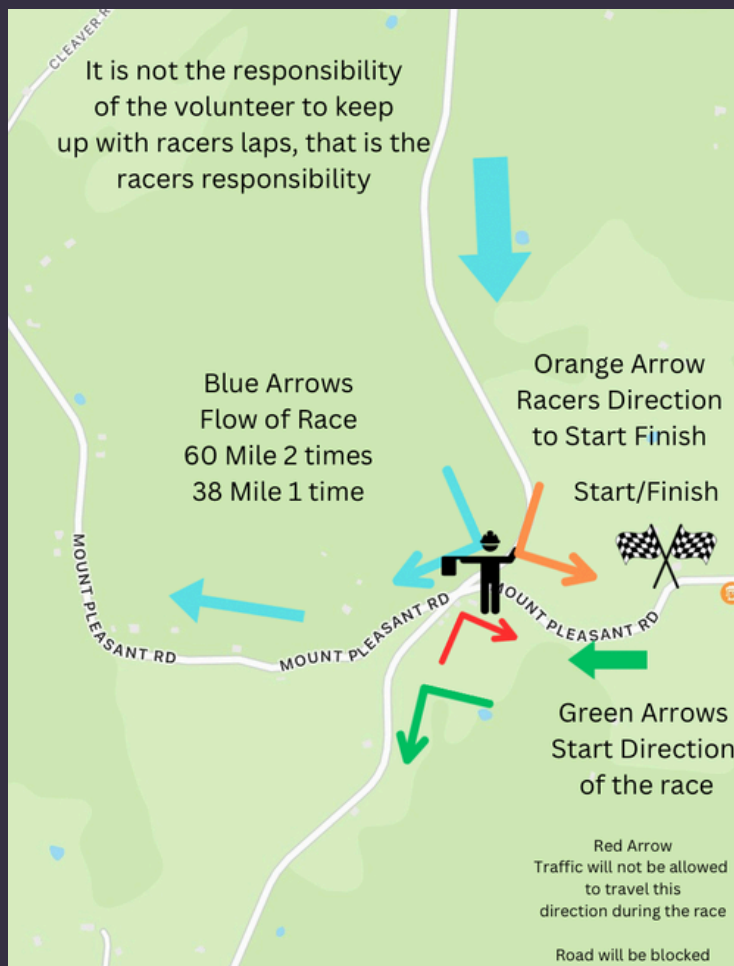 CLEAVER R
It is not the responsibility
of the volunteer to keep
up with racers laps, that is the
racers responsibility
Blue Arrows
Flow of Race
60 Mile 2 times
38 Mile 1 time
Orange Arrow
Racers Direction
to Start Finish
Start/Finish
MOUNT PLEASANT RD
MOUNT PLEASANT RD
MOUNT PLEASANT RD
Green Arrows
Start Direction
of the race
Red Arrow
Traffic will not be allowed
to travel this
direction during the race
Road will be blocked